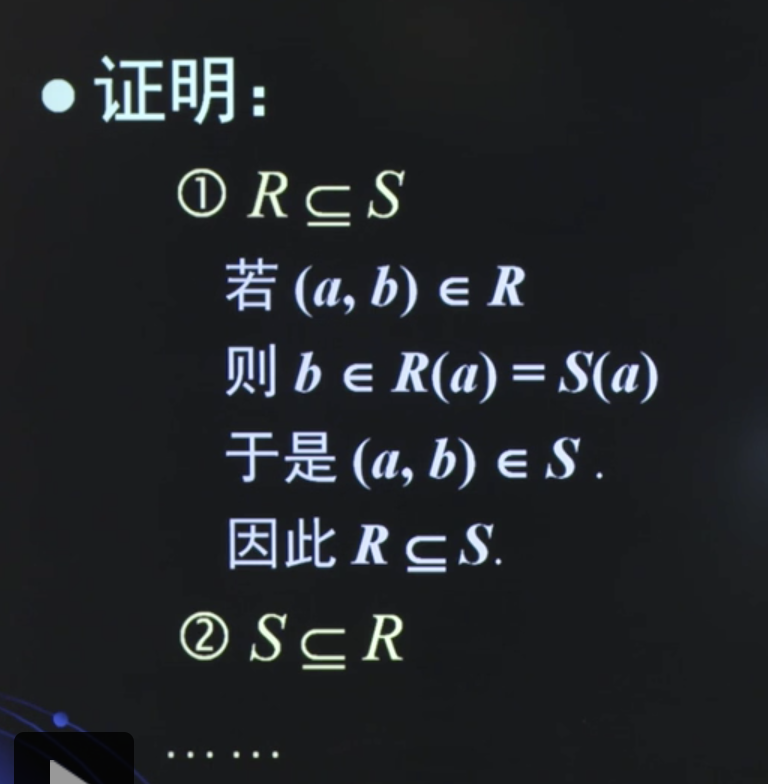 ● 证明：
① R ⊆ S
若 (a, b) ∈ R
则 b ∈ R(a) = S(a)
于是 (a, b) ∈ S .
因此 R ⊆ S.
② S ⊆ R
……